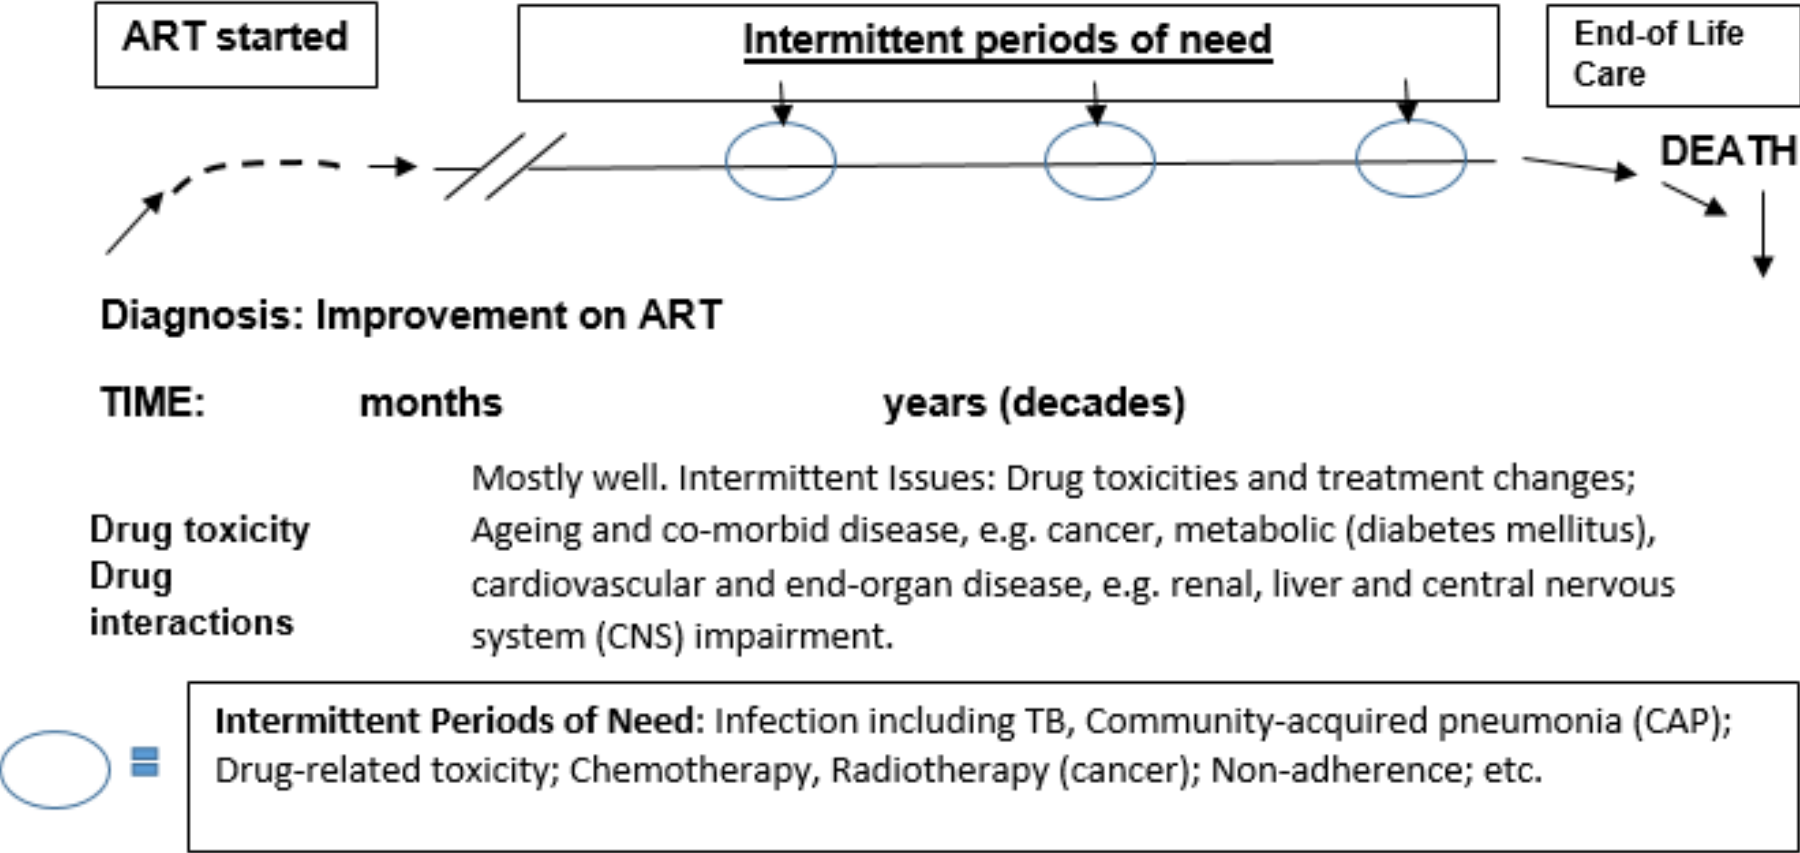 ART started
Intermittent periods of need
End-of Life
Care
DEATH
Diagnosis: Improvement on ART
TIME: months years (decades)
Mostly well. Intermittent Issues: Drug toxicities and treatment changes;
Drug toxicity
Ageing and co-morbid disease, e.g. cancer, metabolic (diabetes mellitus),
Drug
cardiovascular and end-organ disease, e.g. renal, liver and central nervous
interactions
system (CNS) impairment.
Intermittent Periods of Need: Infection including TB, Community-acquired pneumonia (CAP);
Drug-related toxicity; Chemotherapy, Radiotherapy (cancer); Non-adherence; etc.